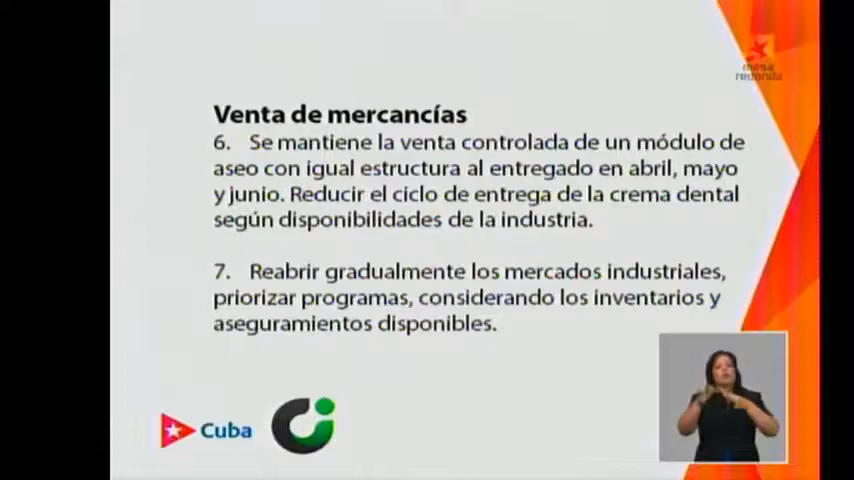 mesa
redonda
Venta de mercancías
6. Se mantiene la venta controlada de un módulo de
aseo con igual estructura al entregado en abril, mayo
y junio. Reducir el ciclo de entrega de la crema dental
según disponibilidades de la industria.
7. Reabrir gradualmente los mercados industriales,
priorizar programas, considerando los inventarios y
aseguramientos disponibles.
Cuba